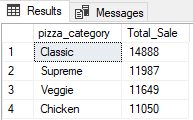 Results Messages
pizza_category Total_Sale
1 Classic 14888
2 Supreme 11987
3 Veggie 11649
4 Chicken 11050